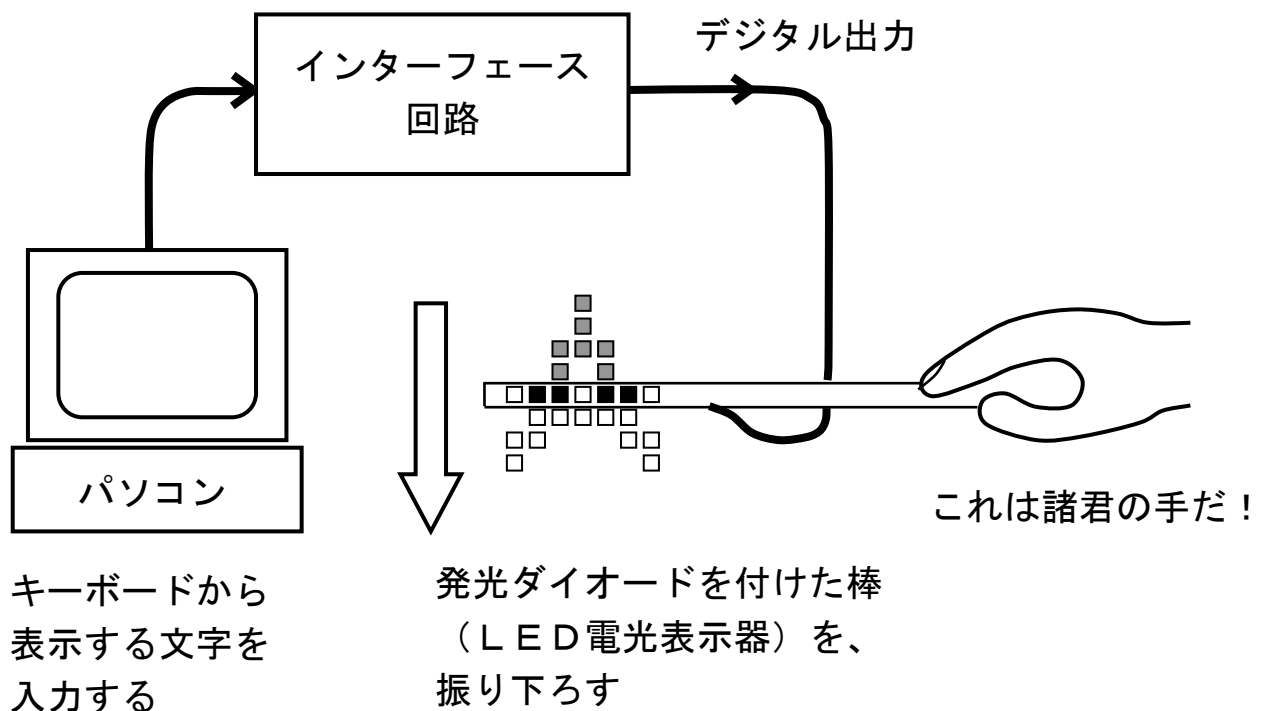 デジタル出力
インターフェース
回路
パソコン
これは諸君の手だ！
キーボードから
表示する文字を
入力する
発光ダイオードを付けた棒
（ＬＥＤ電光表示器）を、
振り下ろす